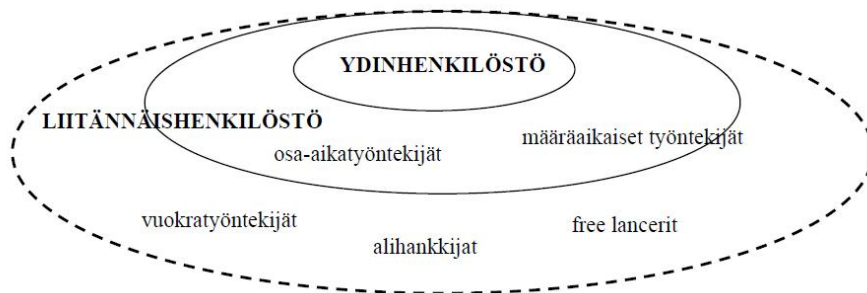 YDINHENKILÖSTÖ
LIITÄNNÄISHENKILÖSTÖ
määräaikaiset työntekijät
osa-aikatyöntekijät
vuokratyöntekijät
free lancerit
alihankkijat